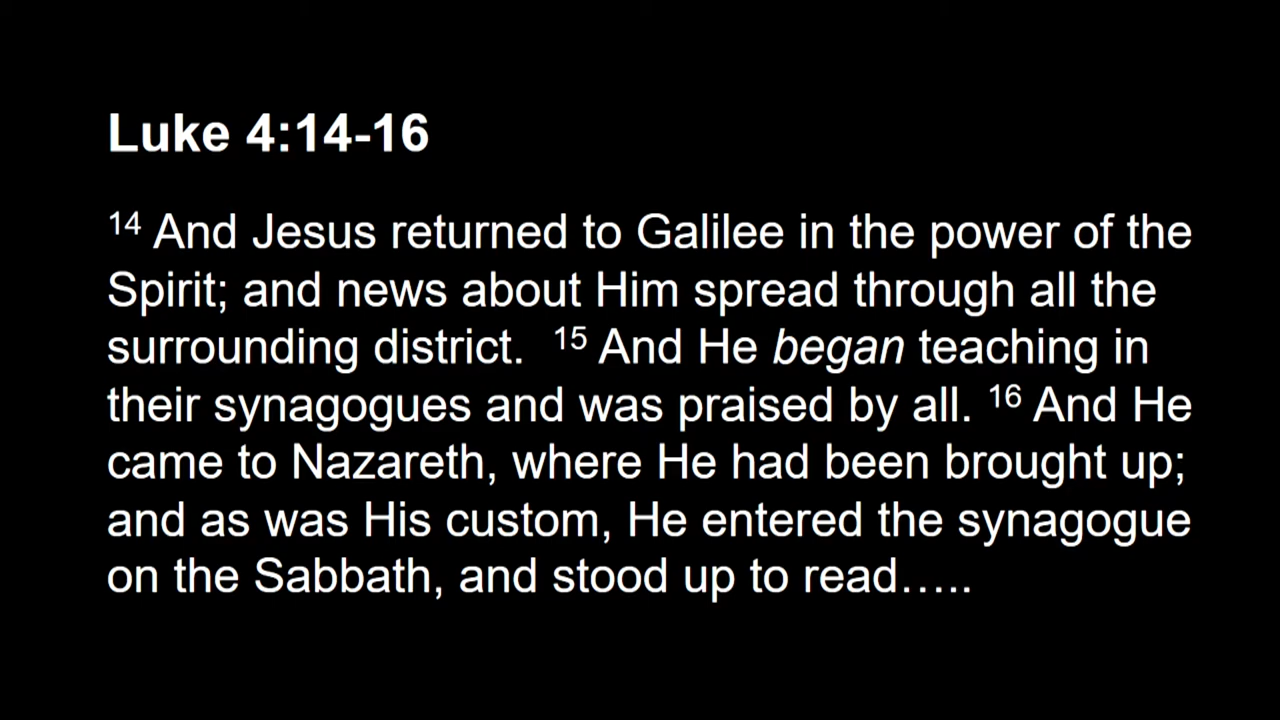 Luke 4:14-16
14 And Jesus returned to Galilee in the power of the
Spirit; and news about Him spread through all the
surrounding district.  15 And He began teaching in
their synagogues and was praised by all. 16 And He
came to Nazareth, where He had been brought up;
and as was His custom, He entered the synagogue
on the Sabbath, and stood up to read…..